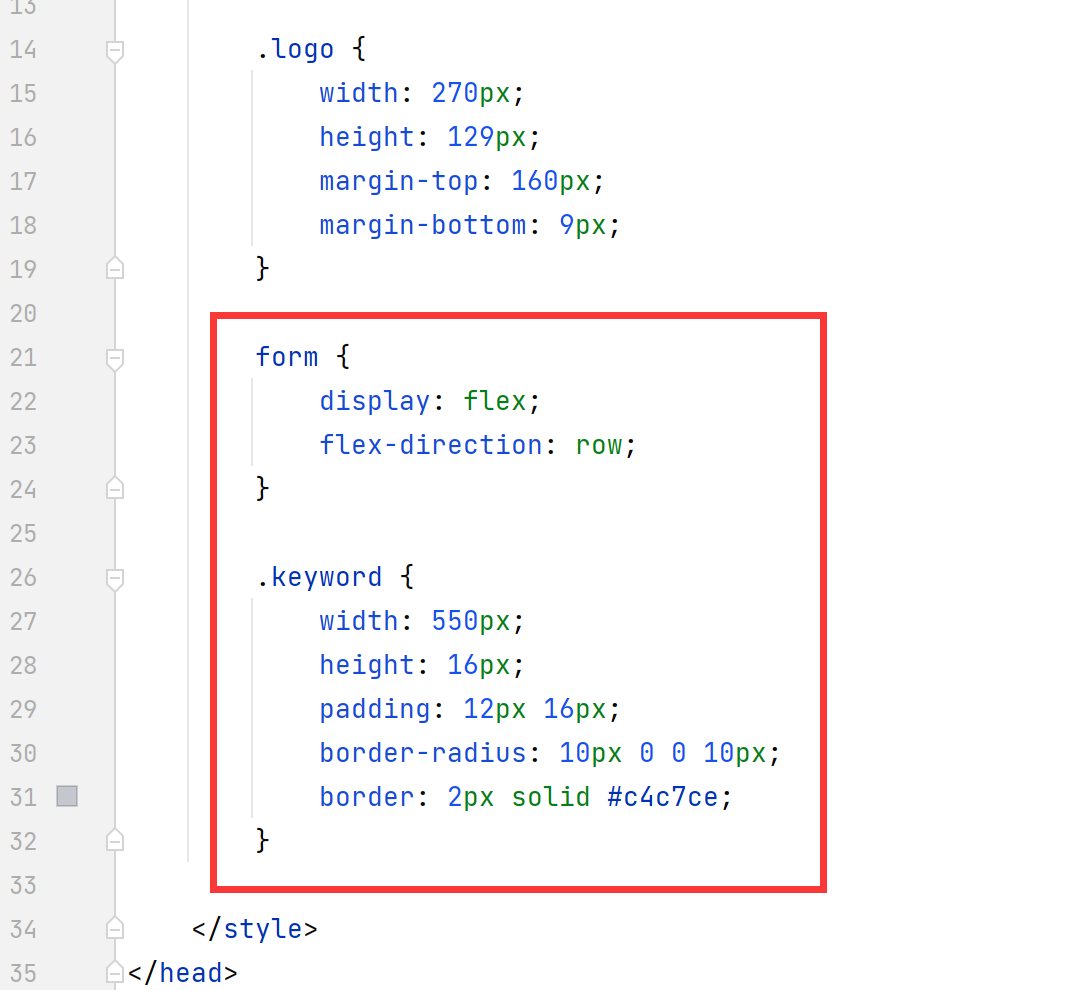 13
14 .logo {
15 width: 270px;
16 height: 129px;
17 margin-top: 160px;
18 margin-bottom: 9px;
19 }
20
21 form {
22 display: flex;
23 flex-direction: row;
24 }
25
26 .keyword {
27 width: 550px;
28 height: 16px;
29 padding: 12px 16px;
30 border-radius: 10px 0 0 10px;
31 border: 2px solid #c4c7ce;
32 }
33
34 </style>
35 </head>